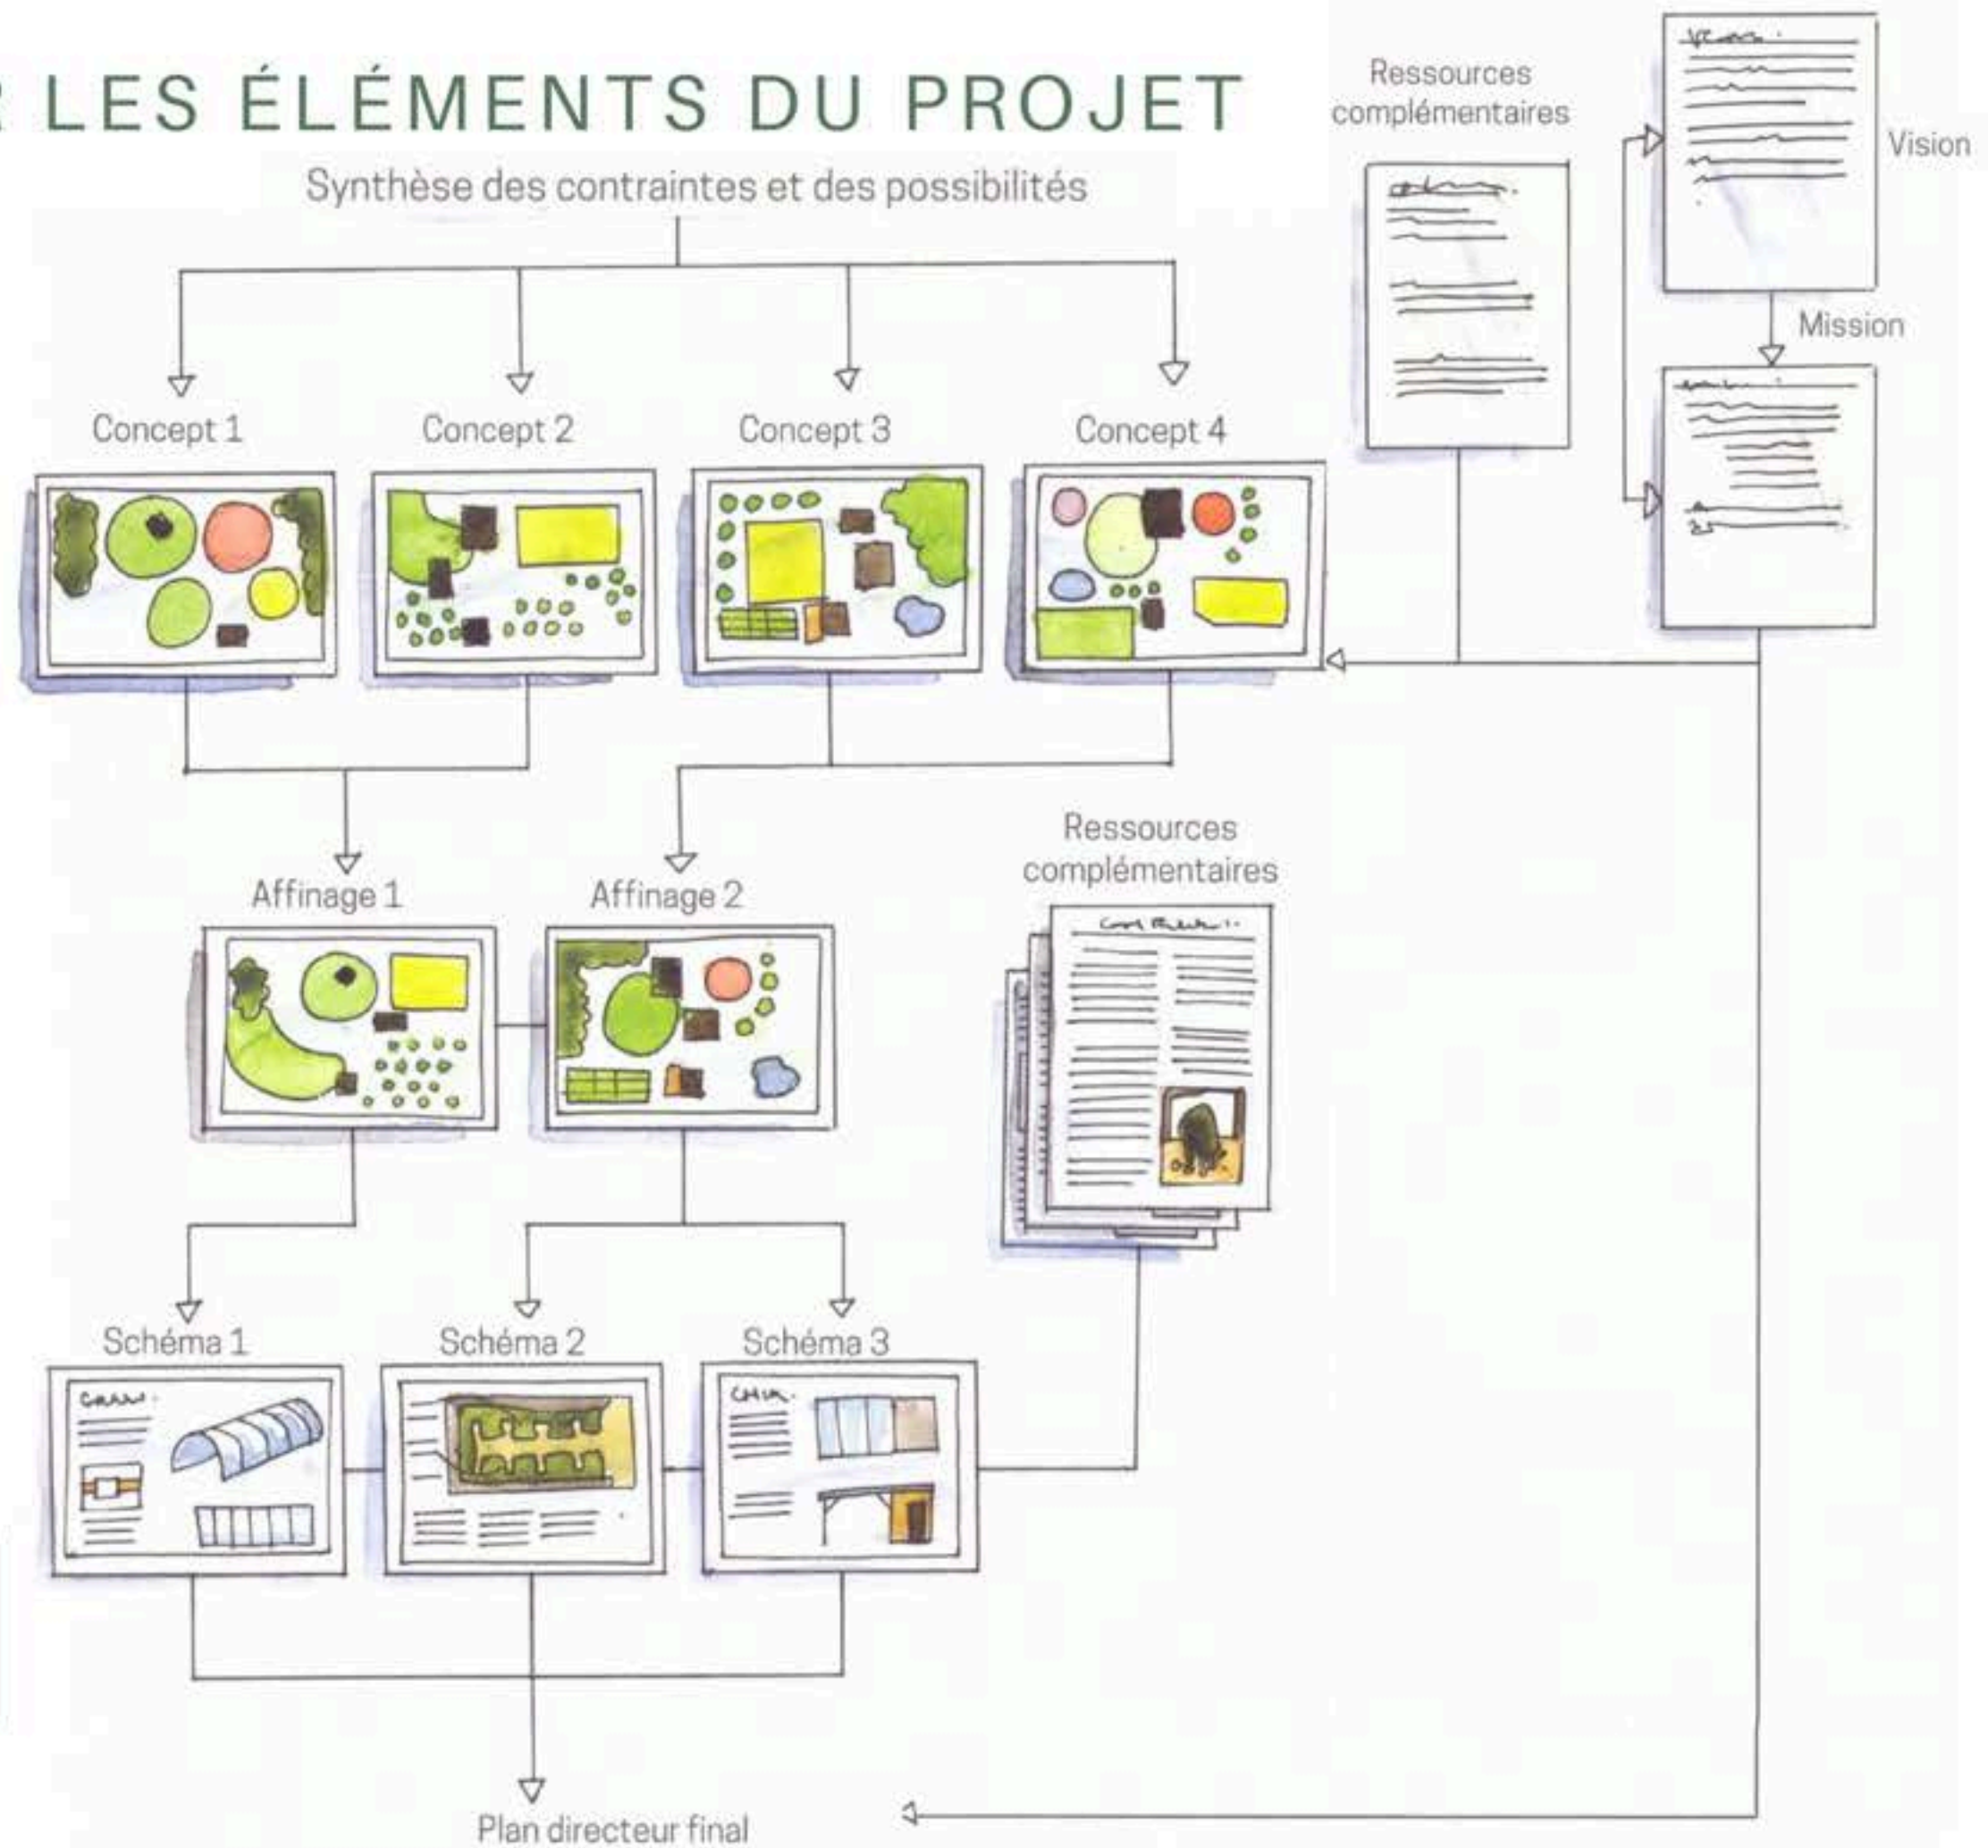 LES ÉLÉMENTS DU PROJET
Synthèse des contraintes et des possibilités
Ressources
complémentaires
Vision
Mission
Concept 1
Concept 2
Concept 3
Concept 4
Affinage 1
Affinage 2
Ressources
complémentaires
Schéma 1
Schéma 2
Schéma 3
Plan directeur final